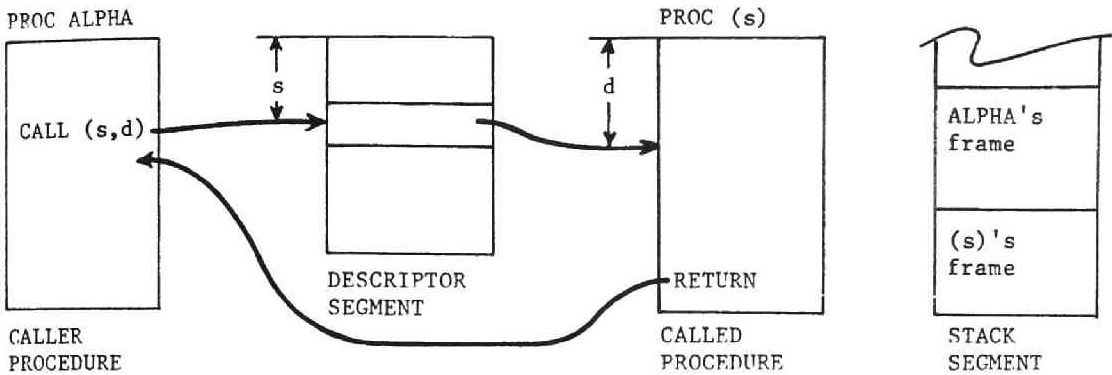 PROC ALPHA
PROC (s)
s
d
CALL (s,d)
ALPHA's
frame
(s)'s
frame
RETURN
DESCRIPTOR
SEGMENT
CALLER
PROCEDURE
CALLED
PROCEDURE
STACK
SEGMENT